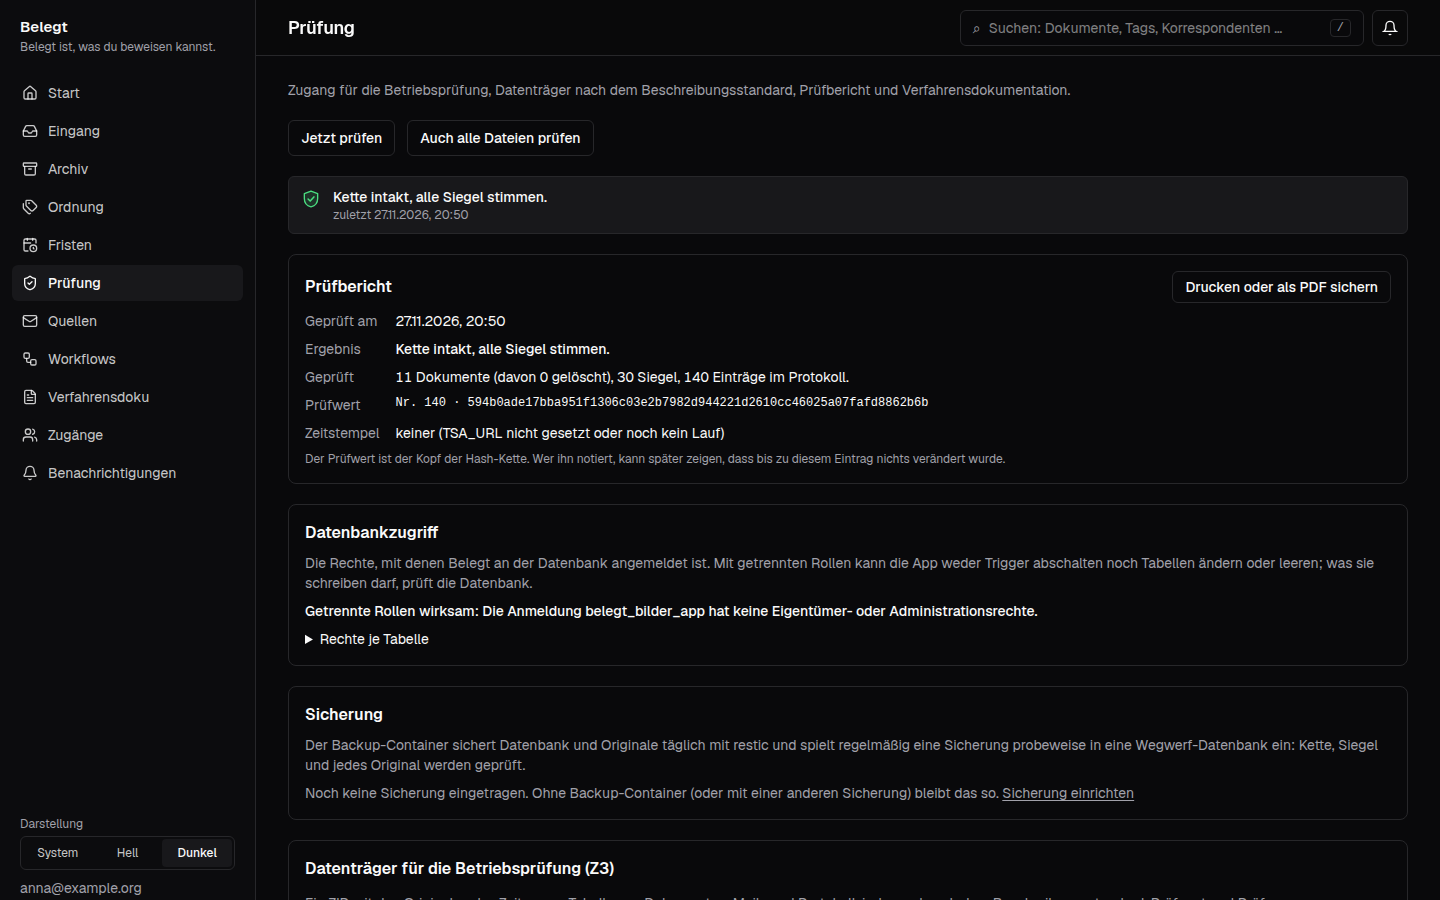 Belegt
Belegt ist, was du beweisen kannst.
Start
Eingang
Archiv
Ordnung
Fristen
Prüfung
Quellen
Workflows
Verfahrensdoku
Zugänge
Benachrichtigungen
Darstellung
System Hell Dunkel
anna@example.org
Prüfung
Suchen: Dokumente, Tags, Korrespondenten … /
Zugang für die Betriebsprüfung, Datenträger nach dem Beschreibungsstandard, Prüfbericht und Verfahrensdokumentation.
Jetzt prüfen Auch alle Dateien prüfen
Kette intakt, alle Siegel stimmen.
zuletzt 27.11.2026, 20:50
Prüfbericht Drucken oder als PDF sichern
Geprüft am 27.11.2026, 20:50
Ergebnis Kette intakt, alle Siegel stimmen.
Geprüft 11 Dokumente (davon 0 gelöscht), 30 Siegel, 140 Einträge im Protokoll.
Prüfwert Nr. 140 · 594b0ade17bba951f1306c03e2b7982d944221d2610cc46025a07fafd8862b6b
Zeitstempel keiner (TSA_URL nicht gesetzt oder noch kein Lauf)
Der Prüfwert ist der Kopf der Hash-Kette. Wer ihn notiert, kann später zeigen, dass bis zu diesem Eintrag nichts verändert wurde.
Datenbankzugriff
Die Rechte, mit denen Belegt an der Datenbank angemeldet ist. Mit getrennten Rollen kann die App weder Trigger abschalten noch Tabellen ändern oder leeren; was sie
schreiben darf, prüft die Datenbank.
Getrennte Rollen wirksam: Die Anmeldung belegt_bilder_app hat keine Eigentümer- oder Administrationsrechte.
Rechte je Tabelle
Sicherung
Der Backup-Container sichert Datenbank und Originale täglich mit restic und spielt regelmäßig eine Sicherung probeweise in eine Wegwerf-Datenbank ein: Kette, Siegel
und jedes Original werden geprüft.
Noch keine Sicherung eingetragen. Ohne Backup-Container (oder mit einer anderen Sicherung) bleibt das so. Sicherung einrichten
Datenträger für die Betriebsprüfung (Z3)